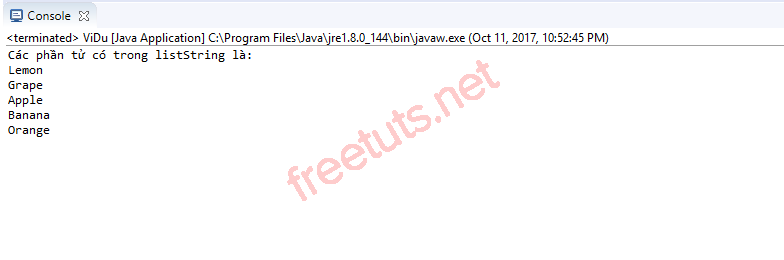 Console
<terminated> ViDu [Java Application] C:\Program Files\Java\jre1.8.0_144\bin\javaw.exe (Oct 11, 2017, 10:52:45 PM)
Các phần tử có trong listString là:
Lemon
Grape
Apple
Banana
Orange
freetuts.net